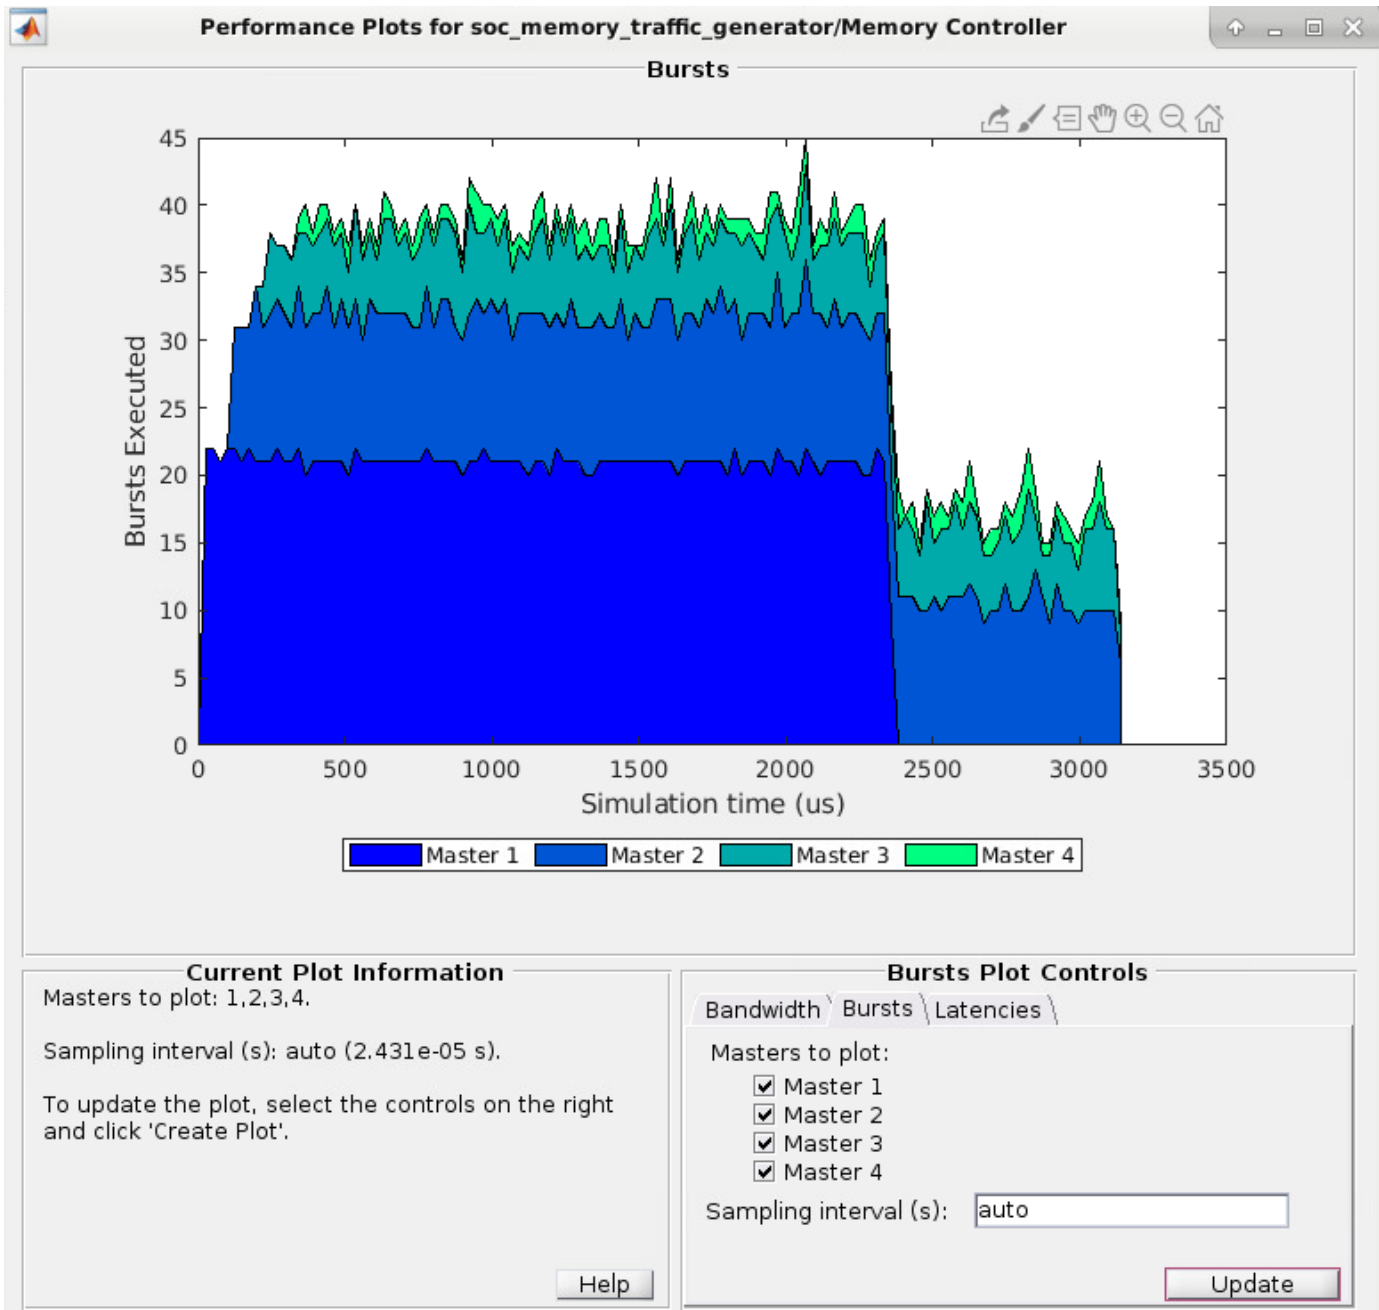 Performance Plots for soc_memory_traffic_generator/Memory Controller
Bursts
45
40
35
30
25
20
15
10
5
0
Bursts Executed
0 500 1000 1500 2000 2500 3000 3500
Simulation time (us)
Master 1 Master 2 Master 3 Master 4
Current Plot Information
Masters to plot: 1,2,3,4.
Sampling interval (s): auto (2.431e-05 s).
To update the plot, select the controls on the right
and click 'Create Plot'.
Help
Bursts Plot Controls
Bandwidth Bursts Latencies
Masters to plot:
Master 1
Master 2
Master 3
Master 4
Sampling interval (s): auto
Update